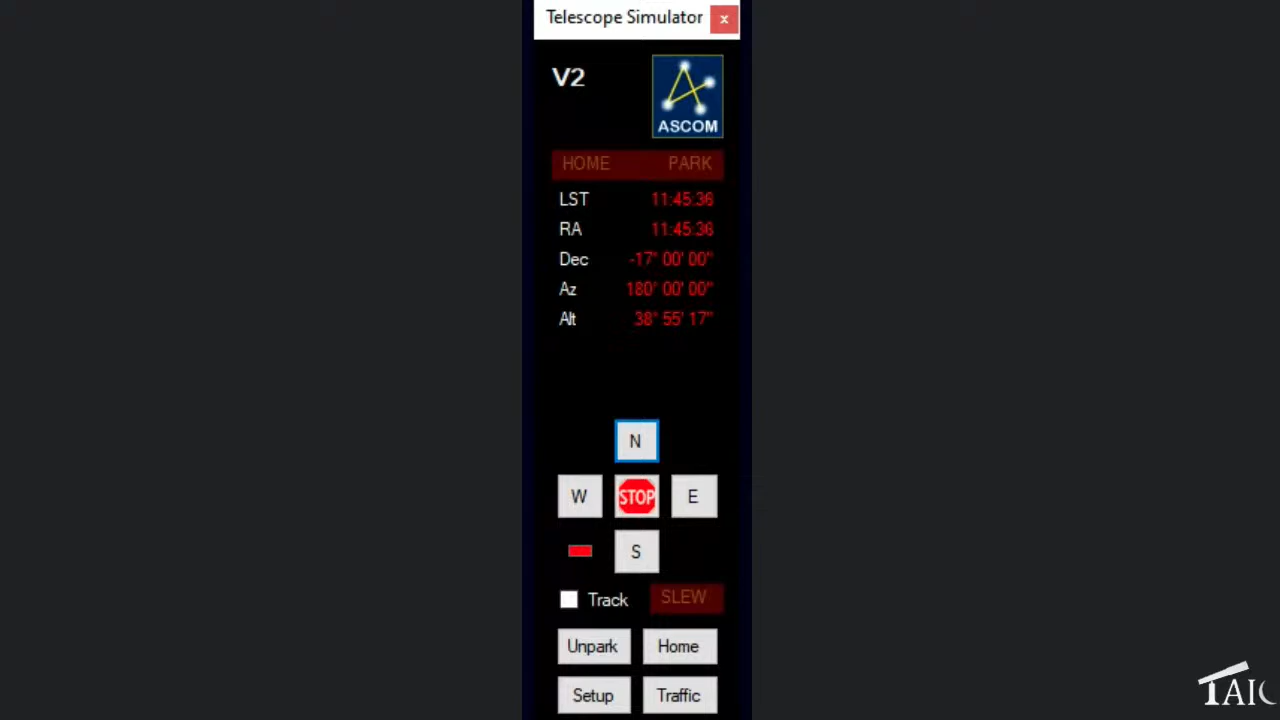 Telescope Simulator x
V2
ASCOM
HOME PARK
LST 11:45:36
RA 11:45:36
Dec -17° 00' 00"
Az 180° 00' 00"
Alt 38° 55' 17"
N
W STOP E
S
Track SLEW
Unpark Home
Setup Traffic